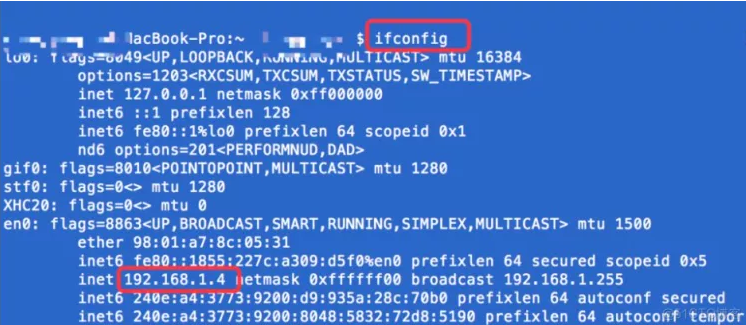 MacBook-Pro:~ $ ifconfig
lo0: flags=8049<UP,LOOPBACK,RUNNING,MULTICAST> mtu 16384
options=1203<RXCSUM,TXCSUM,TXSTATUS,SW_TIMESTAMP>
inet 127.0.0.1 netmask 0xff000000
inet6 ::1 prefixlen 128
inet6 fe80::1%lo0 prefixlen 64 scopeid 0x1
nd6 options=201<PERFORMNUD,DAD>
gif0: flags=8010<POINTOPOINT,MULTICAST> mtu 1280
stf0: flags=0<> mtu 1280
XHC20: flags=0<> mtu 0
en0: flags=8863<UP,BROADCAST,SMART,RUNNING,SIMPLEX,MULTICAST> mtu 1500
ether 98:01:a7:8c:05:31
inet6 fe80::1855:227c:a309:d5f0%en0 prefixlen 64 secured scopeid 0x5
inet 192.168.1.4 netmask 0xffffff00 broadcast 192.168.1.255
inet6 240e:a4:3773:9200:d9:935a:28c:70b0 prefixlen 64 autoconf secured
inet6 240e:a4:3773:9200:8048:5832:72d8:5190 prefixlen 64 autoconf tempor